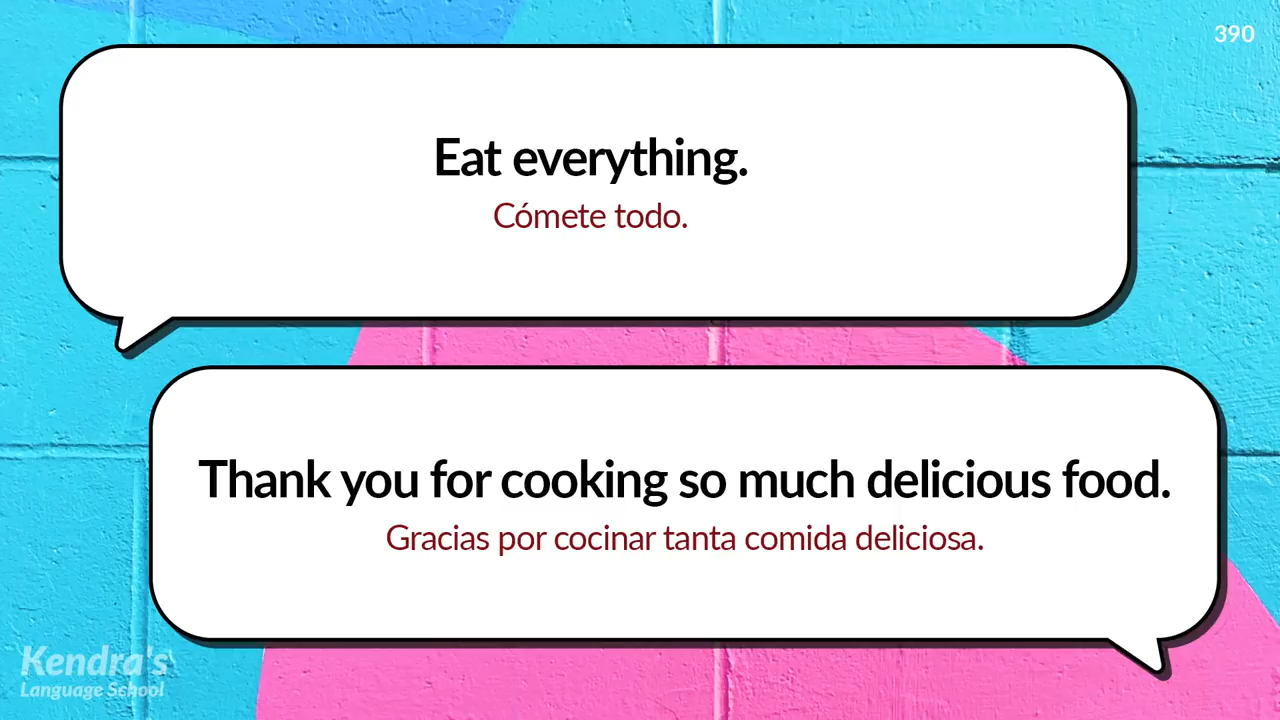 390
Eat everything.
Cómete todo.
Thank you for cooking so much delicious food.
Gracias por cocinar tanta comida deliciosa.
Kendra's
Language School